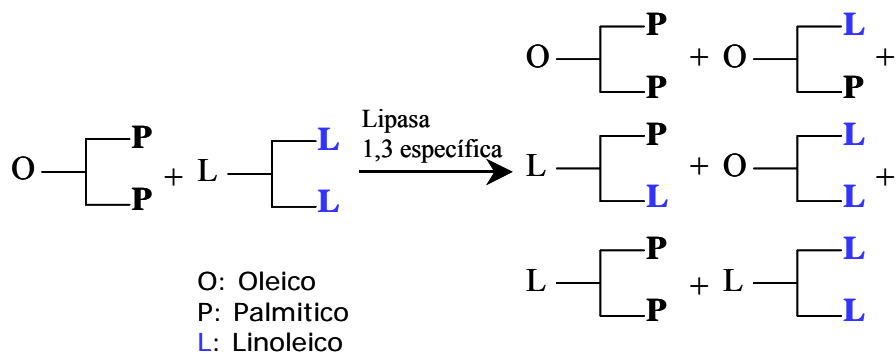 P L
O + O +
P P
P L
O + L
P L
Lipasa
1,3 específica
P L
L + O +
L L
P L
L + L
P L
O: Oleico
P: Palmitico
L: Linoleico